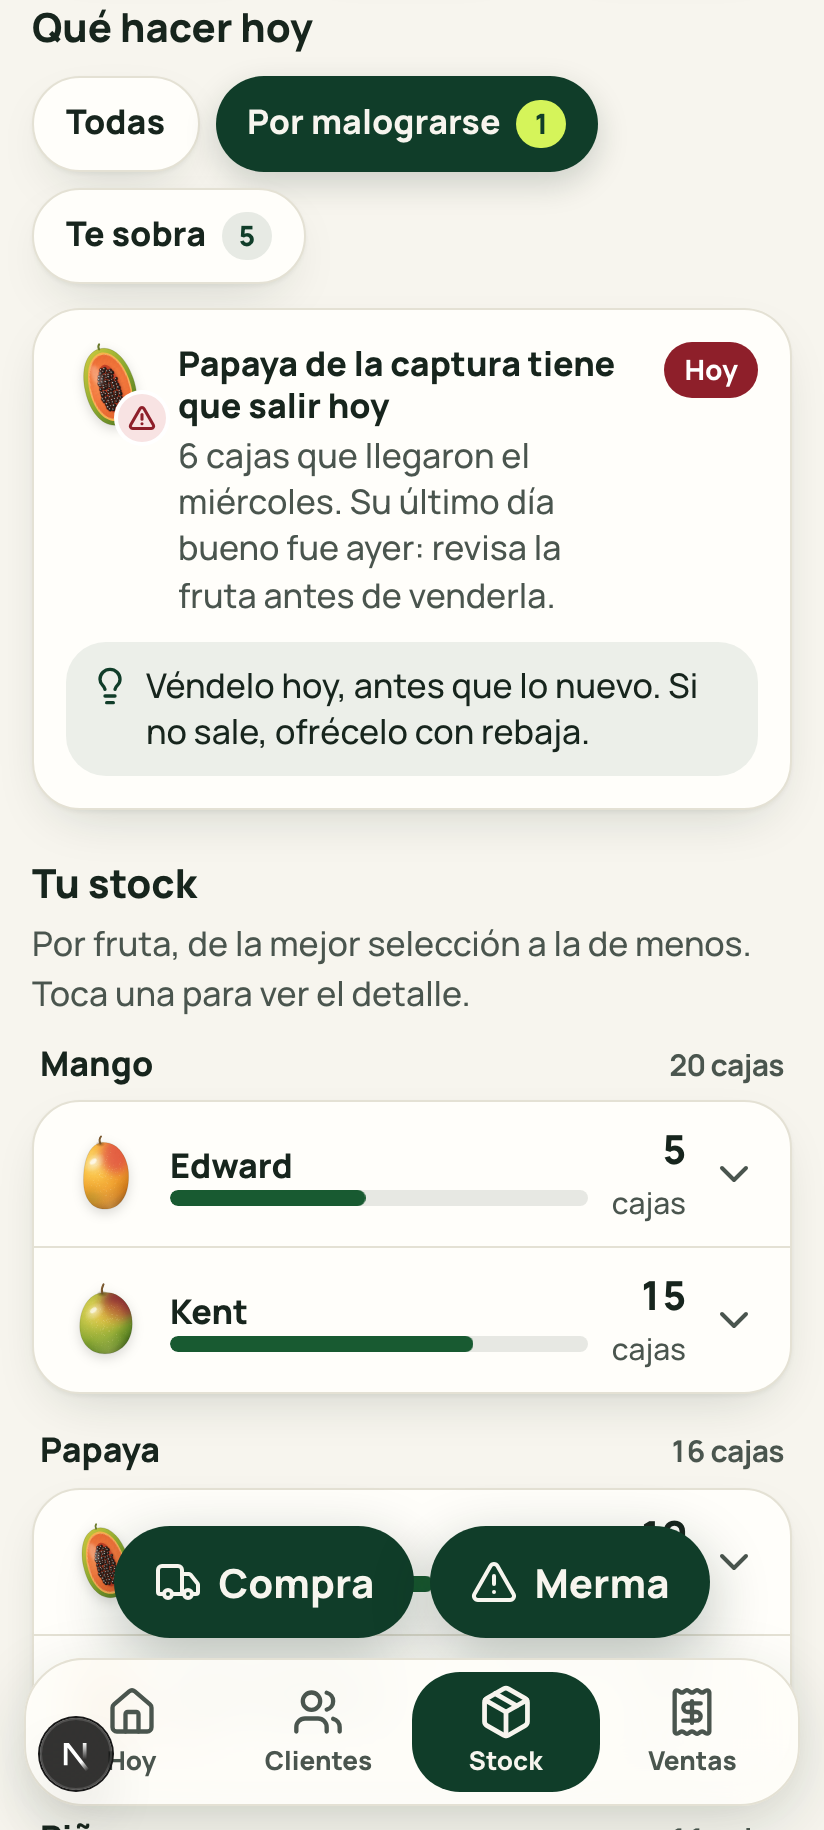 Qué hacer hoy
Todas
Por malograrse 1
Te sobra 5
Papaya de la captura tiene
que salir hoy
Hoy
6 cajas que llegaron el
miércoles. Su último día
bueno fue ayer: revisa la
fruta antes de venderla.
Véndelo hoy, antes que lo nuevo. Si
no sale, ofrécelo con rebaja.
Tu stock
Por fruta, de la mejor selección a la de menos.
Toca una para ver el detalle.
Mango 20 cajas
Edward
5
cajas
Kent
15
cajas
Papaya 16 cajas
Compra
Merma
N
Hoy
Clientes
Stock
Ventas